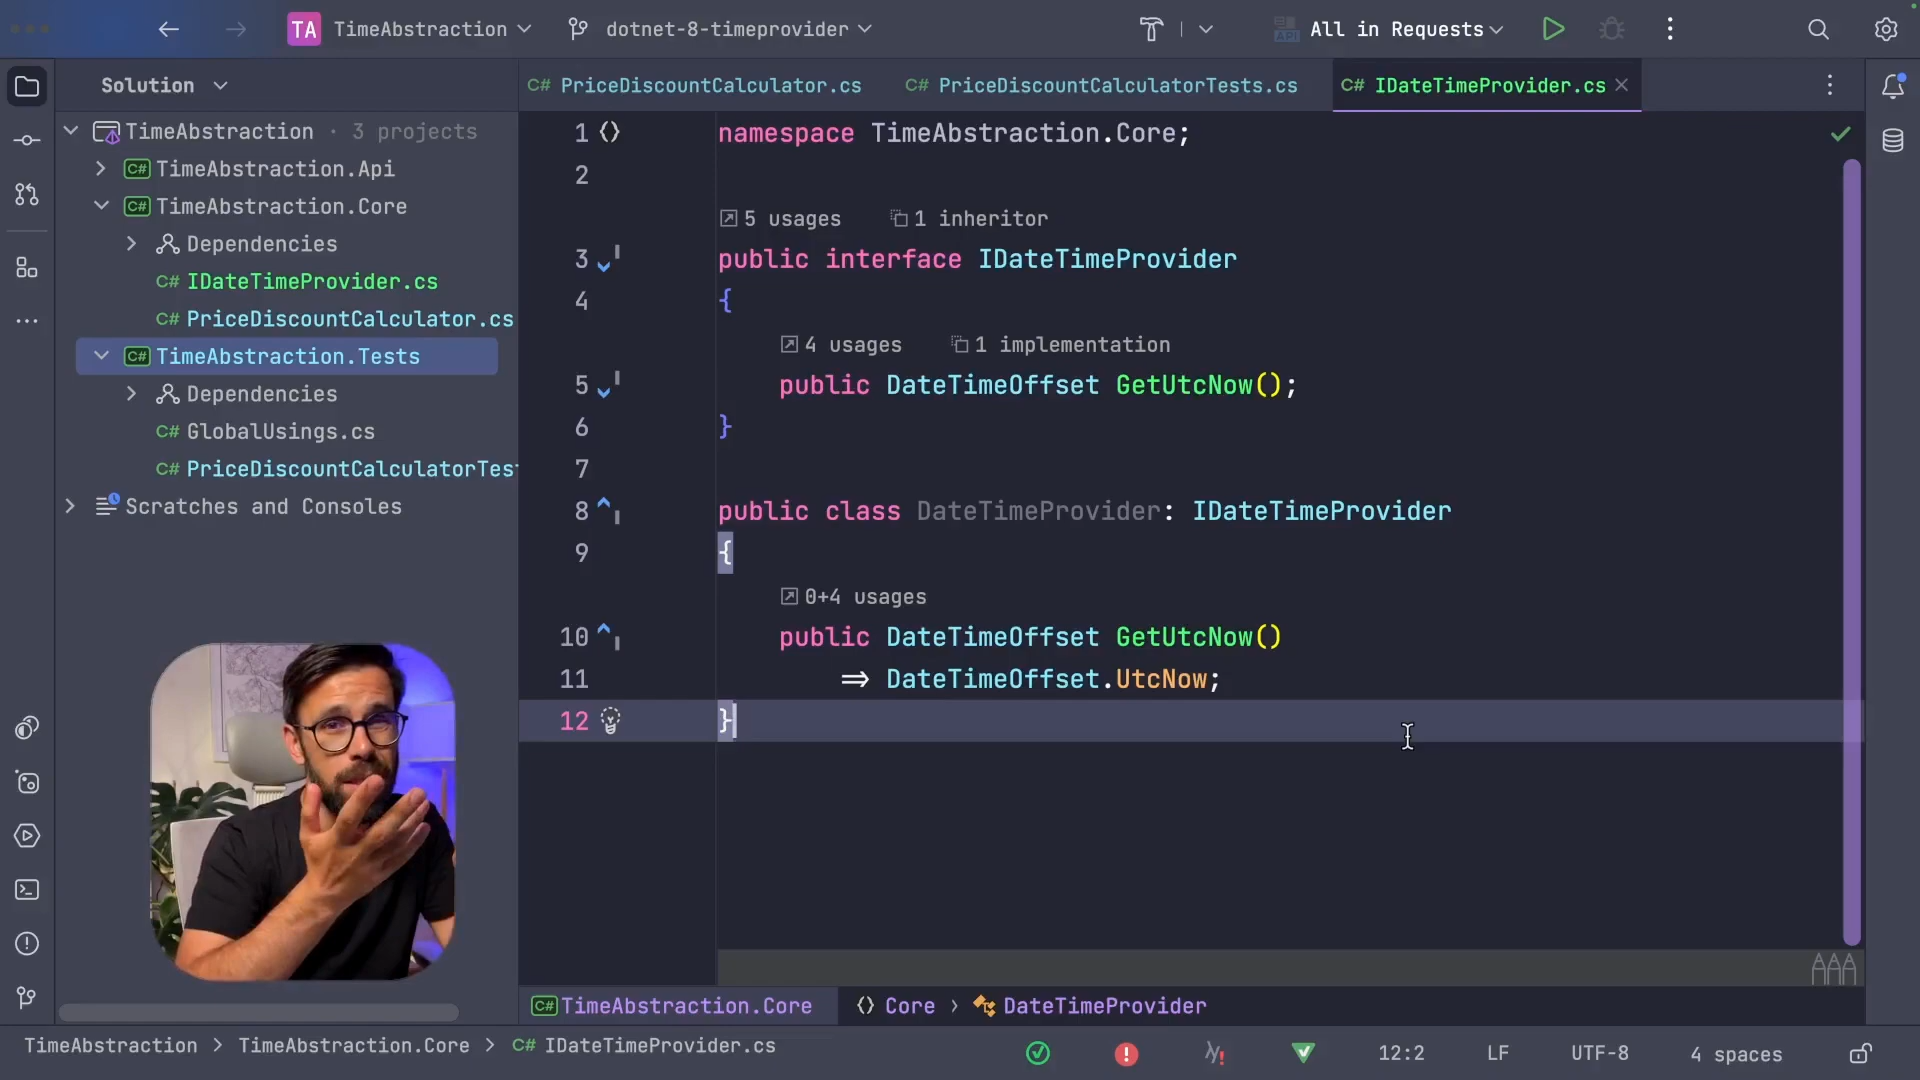 TA TimeAbstraction dotnet-8-timeprovider API All in Requests
Solution
PriceDiscountCalculator.cs
PriceDiscountCalculatorTests.cs
IDateTimeProvider.cs
TimeAbstraction · 3 projects
TimeAbstraction.Api
TimeAbstraction.Core
Dependencies
C# IDateTimeProvider.cs
C# PriceDiscountCalculator.cs
TimeAbstraction.Tests
Dependencies
C# GlobalUsings.cs
C# PriceDiscountCalculatorTes
Scratches and Consoles
1 namespace TimeAbstraction.Core;
2
5 usages 1 inheritor
3 public interface IDateTimeProvider
4 {
4 usages 1 implementation
5 public DateTimeOffset GetUtcNow();
6 }
7
8 public class DateTimeProvider: IDateTimeProvider
9 {
0+4 usages
10 public DateTimeOffset GetUtcNow()
11 => DateTimeOffset.UtcNow;
12 }
C# TimeAbstraction.Core {} Core › DateTimeProvider
TimeAbstraction > TimeAbstraction.Core > C# IDateTimeProvider.cs
12:2 LF UTF-8 4 spaces